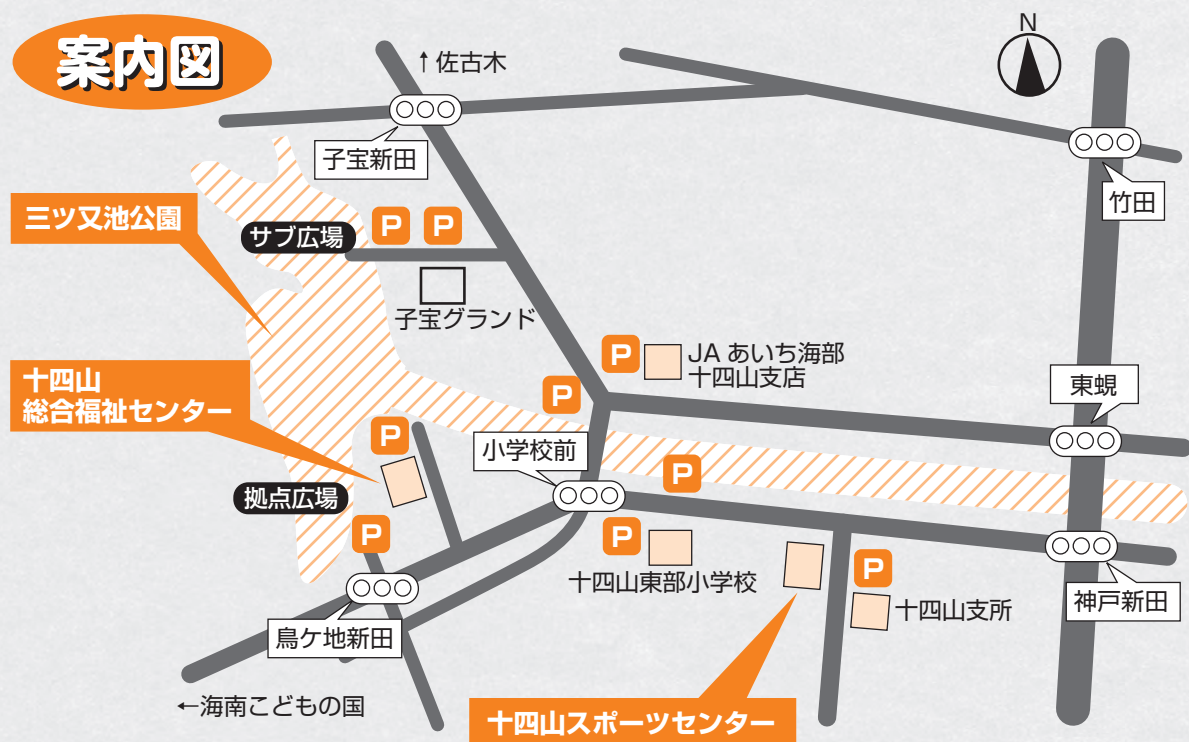 案内図
N
↑佐古木
子宝新田
竹田
三ツ又池公園
サブ広場
P
P
子宝グランド
P
JA あいち海部
十四山支店
東蜆
十四山
総合福祉センター
P
P
小学校前
P
拠点広場
P
P
十四山東部小学校
P
十四山支所
神戸新田
鳥ケ地新田
←海南こどもの国
十四山スポーツセンター